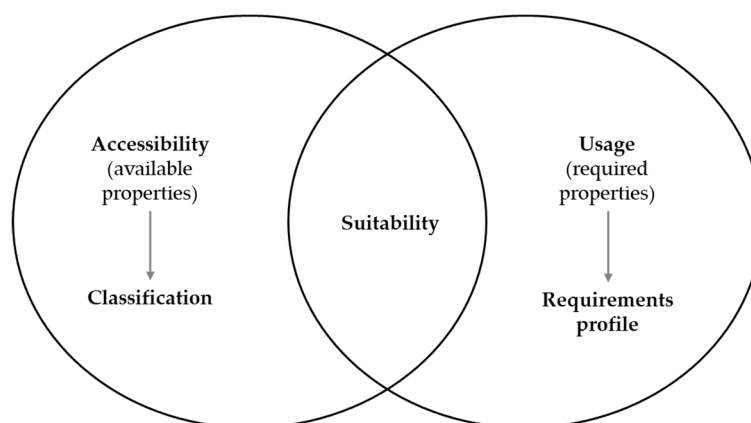 Accessibility
(available
properties)
Classification
Suitability
Usage
(required
properties)
Requirements
profile